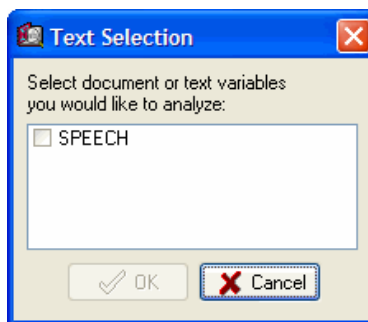 Text Selection
Select document or text variables
you would like to analyze:
SPEECH
OK
Cancel